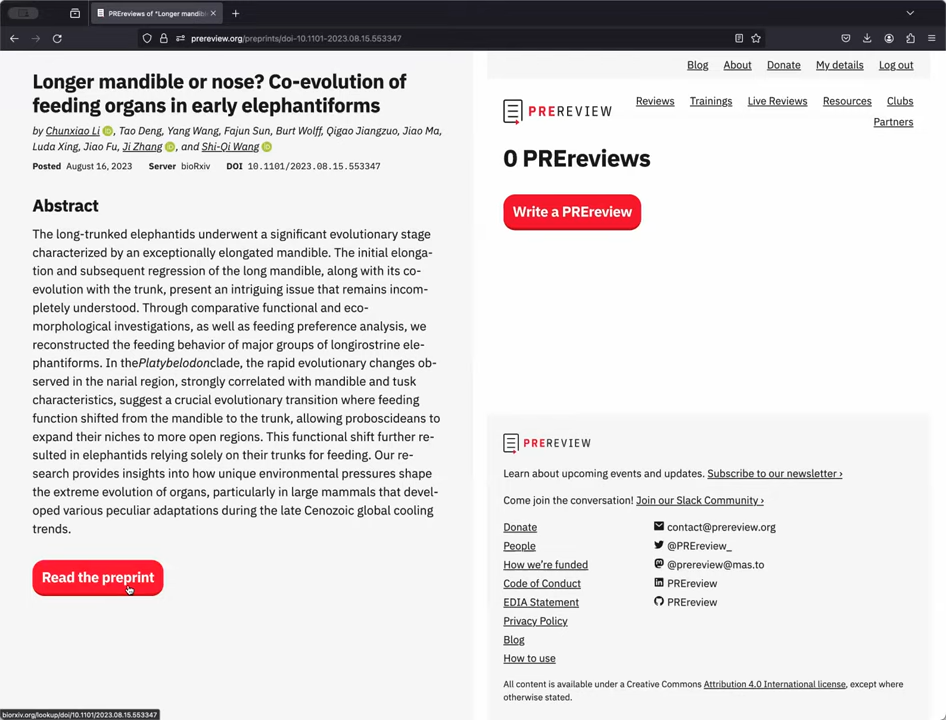 PREreviews of "Longer mandib
prereview.org/preprints/doi-10.1101-2023.08.15.553347
Longer mandible or nose? Co-evolution of
feeding organs in early elephantiforms
by Chunxiao Li iD, Tao Deng, Yang Wang, Fajun Sun, Burt Wolff, Qigao Jiangzuo, Jiao Ma,
Luda Xing, Jiao Fu, Ji Zhang iD, and Shi-Qi Wang iD
Posted August 16, 2023 Server bioRxiv DOI 10.1101/2023.08.15.553347
Abstract
The long-trunked elephantids underwent a significant evolutionary stage
characterized by an exceptionally elongated mandible. The initial elonga-
tion and subsequent regression of the long mandible, along with its co-
evolution with the trunk, present an intriguing issue that remains incom-
pletely understood. Through comparative functional and eco-
morphological investigations, as well as feeding preference analysis, we
reconstructed the feeding behavior of major groups of longirostrine ele-
phantiforms. In thePlatybelodonclade, the rapid evolutionary changes ob-
served in the narial region, strongly correlated with mandible and tusk
characteristics, suggest a crucial evolutionary transition where feeding
function shifted from the mandible to the trunk, allowing proboscideans to
expand their niches to more open regions. This functional shift further re-
sulted in elephantids relying solely on their trunks for feeding. Our re-
search provides insights into how unique environmental pressures shape
the extreme evolution of organs, particularly in large mammals that devel-
oped various peculiar adaptations during the late Cenozoic global cooling
trends.
Read the preprint
biorxiv.org/lookup/doi/10.1101/2023.08.15.553347
Blog About Donate My details Log out
PREREVIEW
Reviews Trainings Live Reviews Resources Clubs
Partners
0 PREreviews
Write a PREreview
PREREVIEW
Learn about upcoming events and updates. Subscribe to our newsletter ›
Come join the conversation! Join our Slack Community ›
Donate
People
How we're funded
Code of Conduct
EDIA Statement
Privacy Policy
Blog
How to use
contact@prereview.org
@PREreview_
@prereview@mas.to
PREreview
PREreview
All content is available under a Creative Commons Attribution 4.0 International license, except where
otherwise stated.